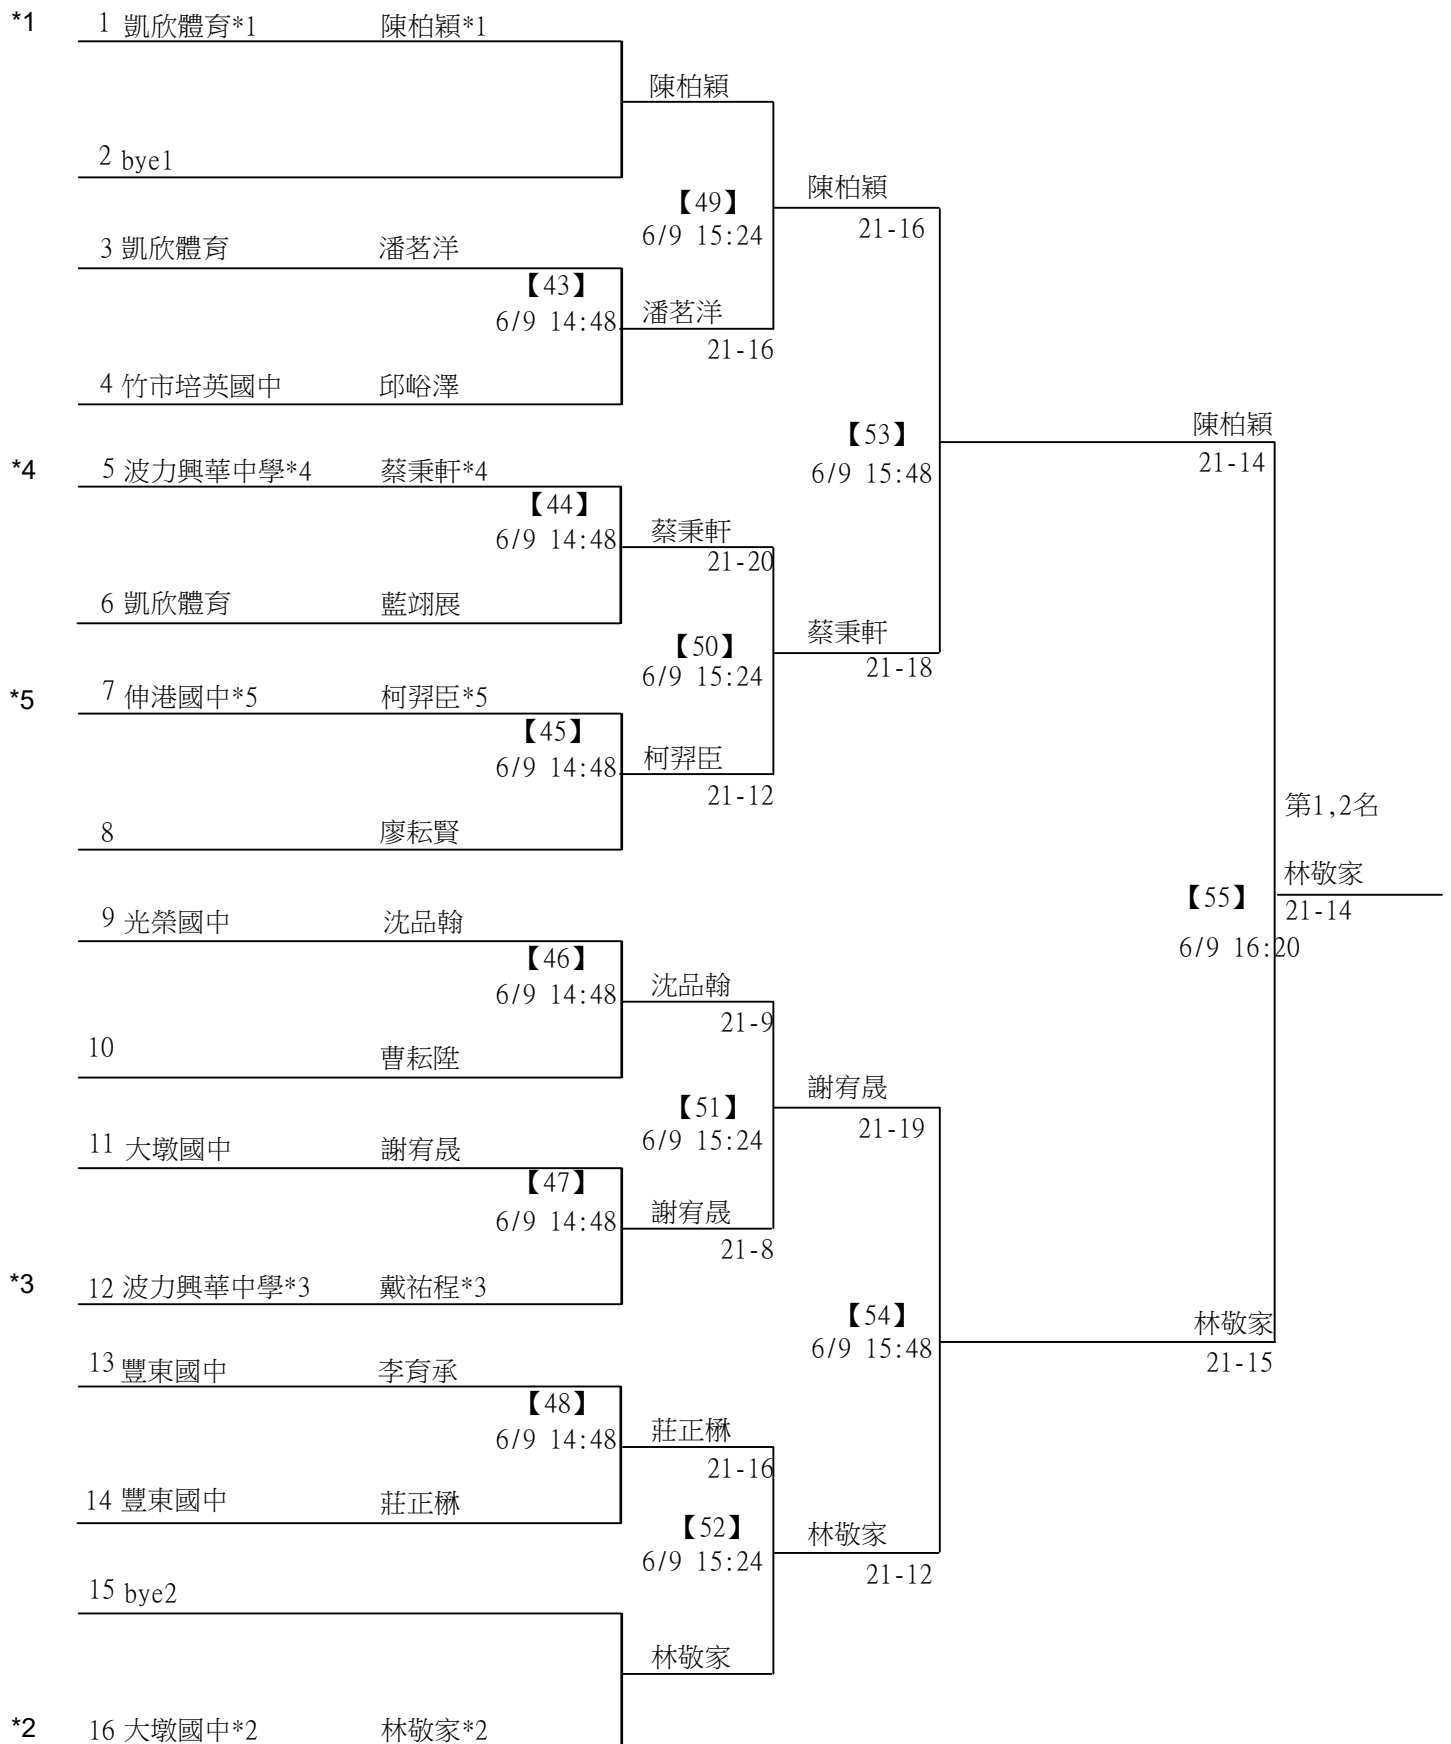 *1 1 凱欣體育*1 陳柏穎*1
陳柏穎
2 bye1
陳柏穎
【49】
21-16
6/9 15:24
3 凱欣體育 潘茗洋
【43】
潘茗洋
6/9 14:48
21-16
4 竹市培英國中 邱峪澤
陳柏穎
【53】
21-14
*4 5 波力興華中學*4 蔡秉軒*4
6/9 15:48
【44】
蔡秉軒
6/9 14:48
21-20
6 凱欣體育 藍翊展
蔡秉軒
【50】
21-18
6/9 15:24
*5 7 伸港國中*5 柯羿臣*5
【45】
柯羿臣
6/9 14:48
21-12
第1,2名
8 廖耘賢
林敬家
【55】
21-14
9 光榮國中 沈品翰
6/9 16:20
【46】
沈品翰
6/9 14:48
21-9
10 曹耘陞
謝宥晟
【51】
21-19
6/9 15:24
11 大墩國中 謝宥晟
【47】
謝宥晟
6/9 14:48
21-8
*3 12 波力興華中學*3 戴祐程*3
【54】
林敬家
6/9 15:48
21-15
13 豐東國中 李育承
【48】
莊正楙
6/9 14:48
21-16
14 豐東國中 莊正楙
【52】
林敬家
6/9 15:24
21-12
15 bye2
林敬家
*2 16 大墩國中*2 林敬家*2